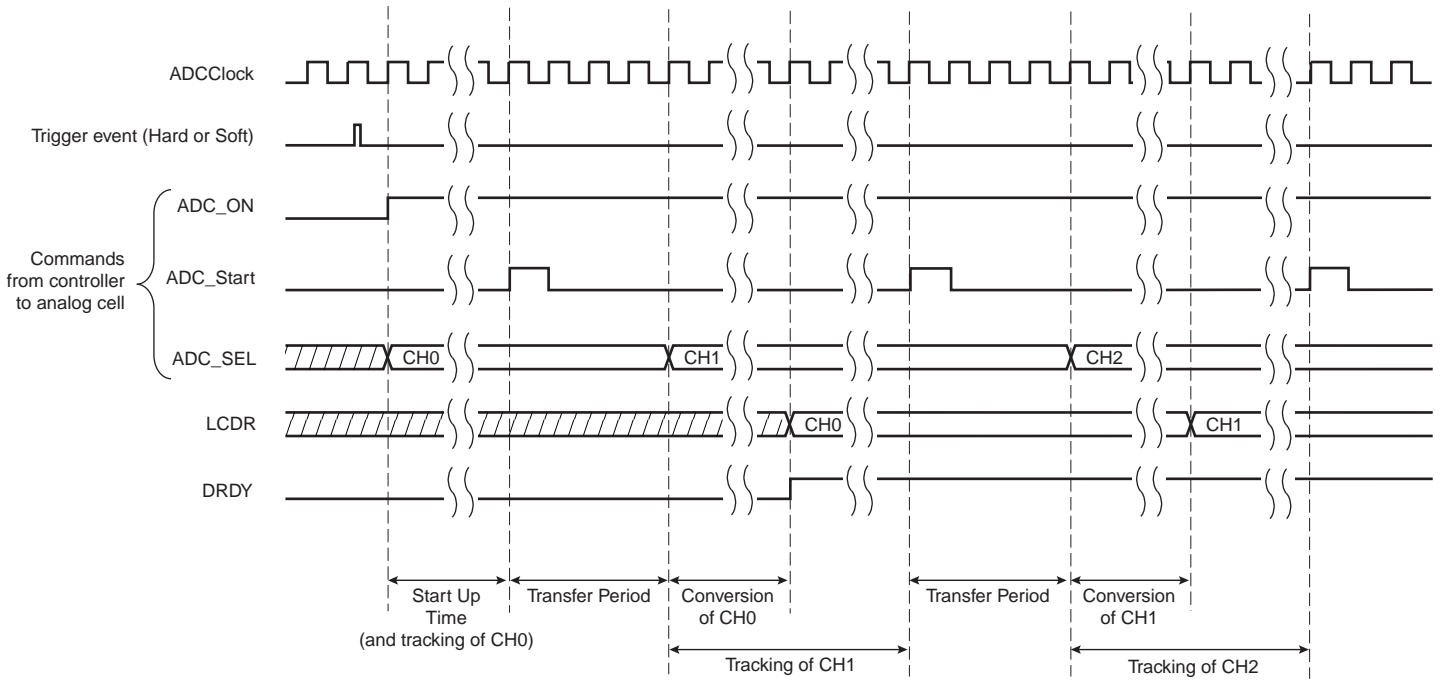 ADCClock
Trigger event (Hard or Soft)
ADC_ON
Commands
from controller
to analog cell
ADC_Start
ADC_SEL
CH0
CH1
CH2
LCDR
CH0
CH1
DRDY
Start Up
Time
(and tracking of CH0)
Transfer Period
Conversion
of CH0
Transfer Period
Conversion
of CH1
Tracking of CH1
Tracking of CH2